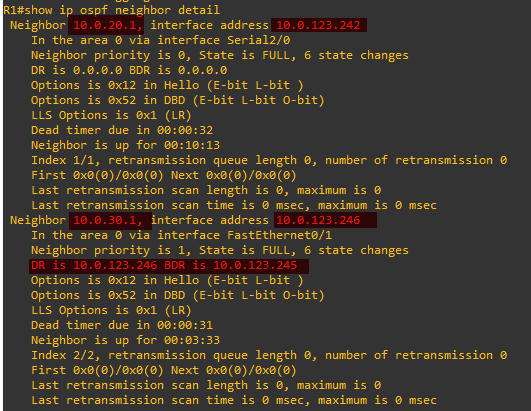 R1#show ip ospf neighbor detail
Neighbor 10.0.20.1, interface address 10.0.123.242
In the area 0 via interface Serial2/0
Neighbor priority is 0, State is FULL, 6 state changes
DR is 0.0.0.0 BDR is 0.0.0.0
Options is 0x12 in Hello (E-bit L-bit )
Options is 0x52 in DBD (E-bit L-bit O-bit)
LLS Options is 0x1 (LR)
Dead timer due in 00:00:32
Neighbor is up for 00:10:13
Index 1/1, retransmission queue length 0, number of retransmission 0
First 0x0(0)/0x0(0) Next 0x0(0)/0x0(0)
Last retransmission scan length is 0, maximum is 0
Last retransmission scan time is 0 msec, maximum is 0 msec
Neighbor 10.0.30.1, interface address 10.0.123.246
In the area 0 via interface FastEthernet0/1
Neighbor priority is 1, State is FULL, 6 state changes
DR is 10.0.123.246 BDR is 10.0.123.245
Options is 0x12 in Hello (E-bit L-bit )
Options is 0x52 in DBD (E-bit L-bit O-bit)
LLS Options is 0x1 (LR)
Dead timer due in 00:00:31
Neighbor is up for 00:03:33
Index 2/2, retransmission queue length 0, number of retransmission 0
First 0x0(0)/0x0(0) Next 0x0(0)/0x0(0)
Last retransmission scan length is 0, maximum is 0
Last retransmission scan time is 0 msec, maximum is 0 msec